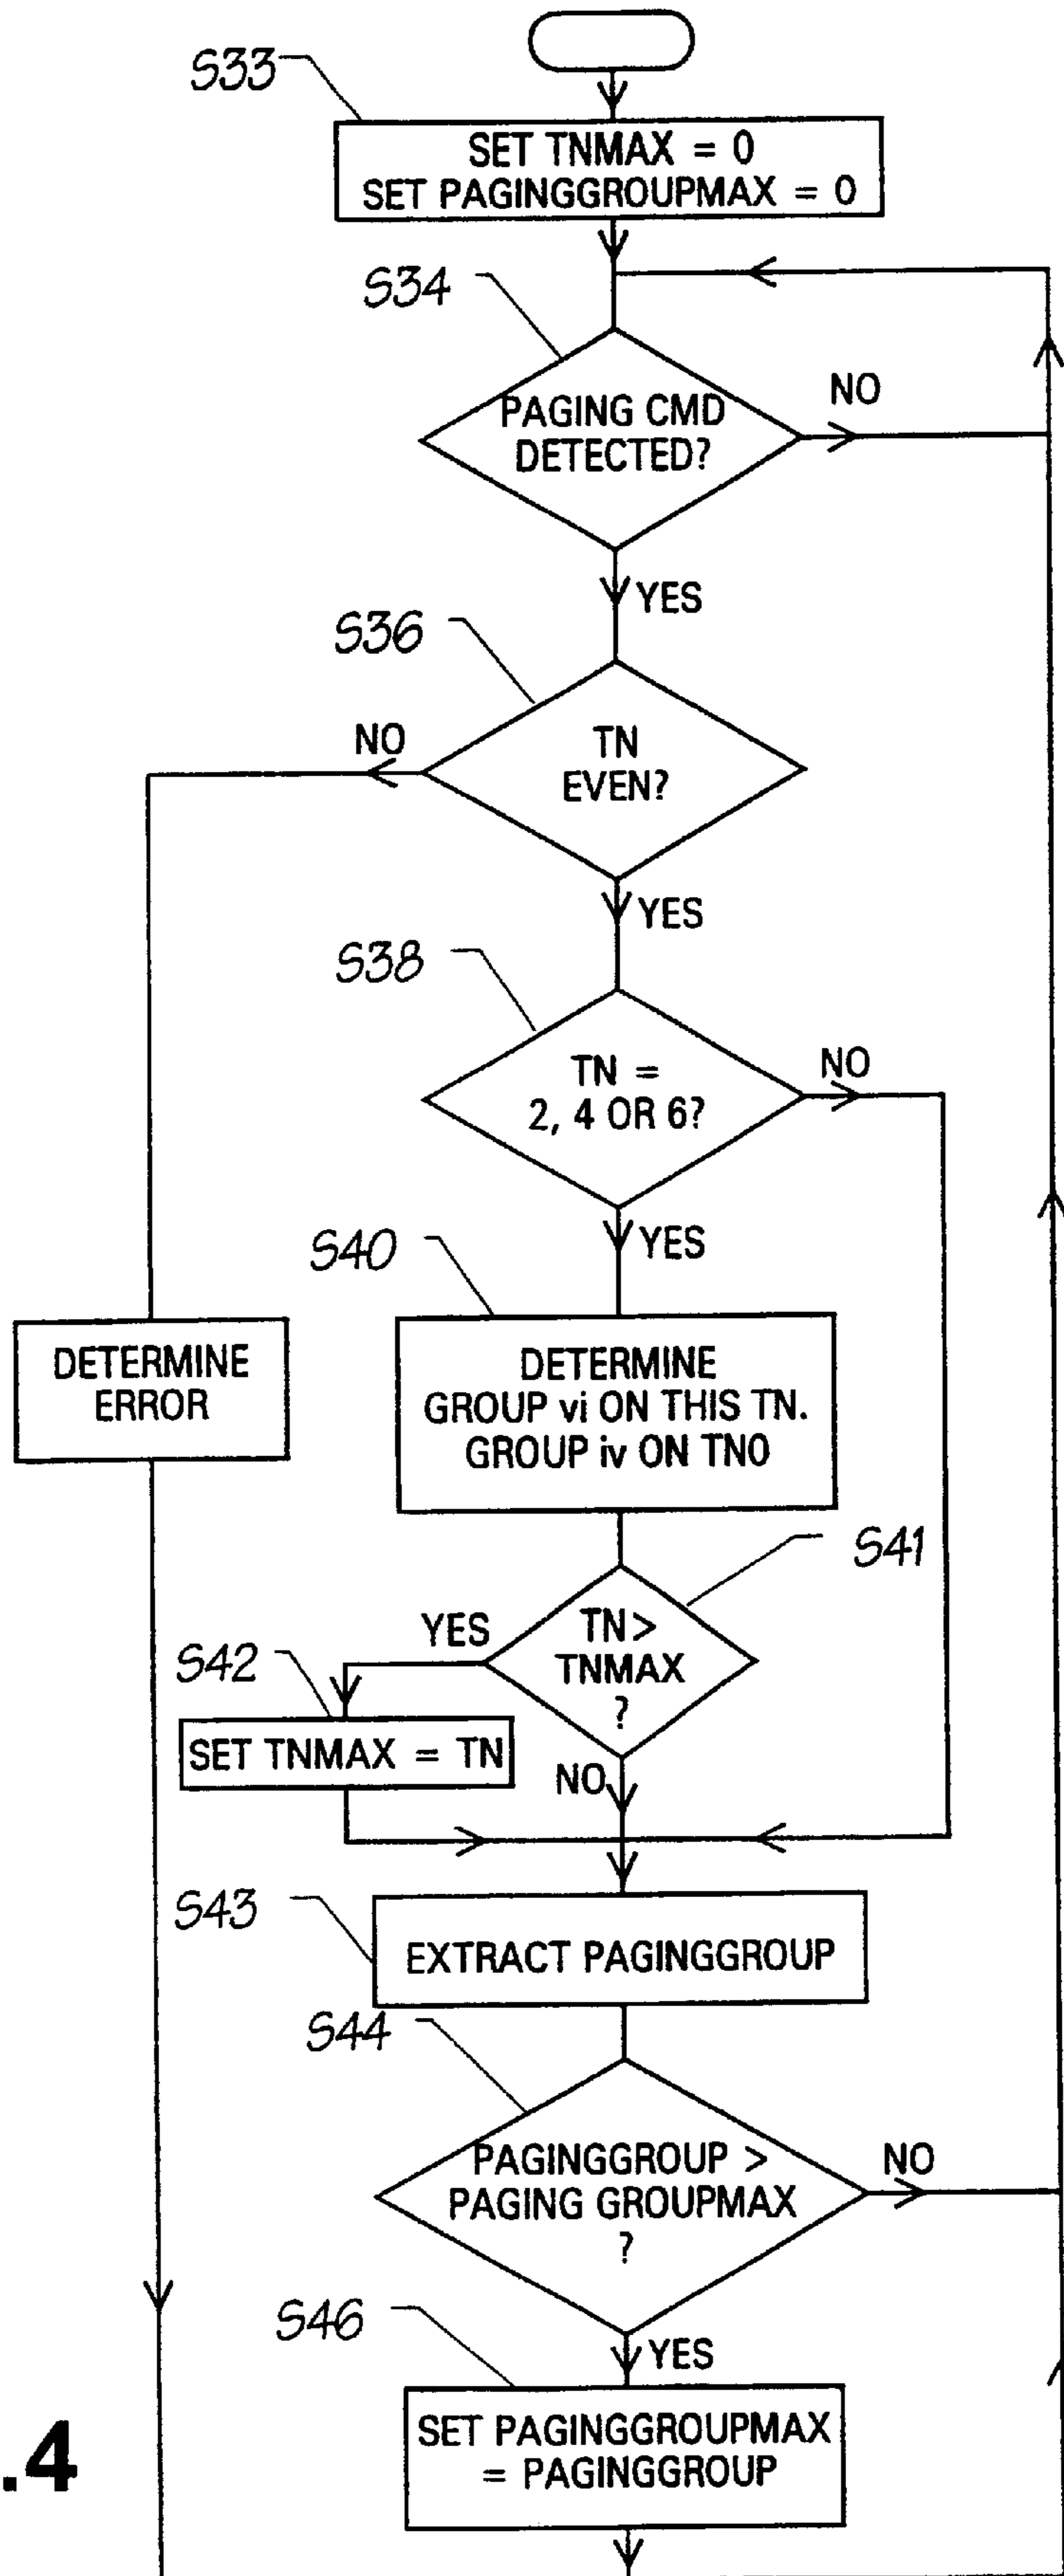 S33
SET TNMAX = 0
SET PAGINGGROUPMAX = 0
S34
PAGING CMD
DETECTED?
NO
YES
S36
TN
EVEN?
NO
YES
S38
TN =
2, 4 OR 6?
NO
YES
S40
DETERMINE
GROUP vi ON THIS TN.
GROUP iv ON TN0
DETERMINE
ERROR
S41
TN>
TNMAX
?
YES
S42
SET TNMAX = TN
NO
S43
EXTRACT PAGINGGROUP
S44
PAGINGGROUP >
PAGING GROUPMAX
?
NO
YES
S46
SET PAGINGGROUPMAX
= PAGINGGROUP
.4